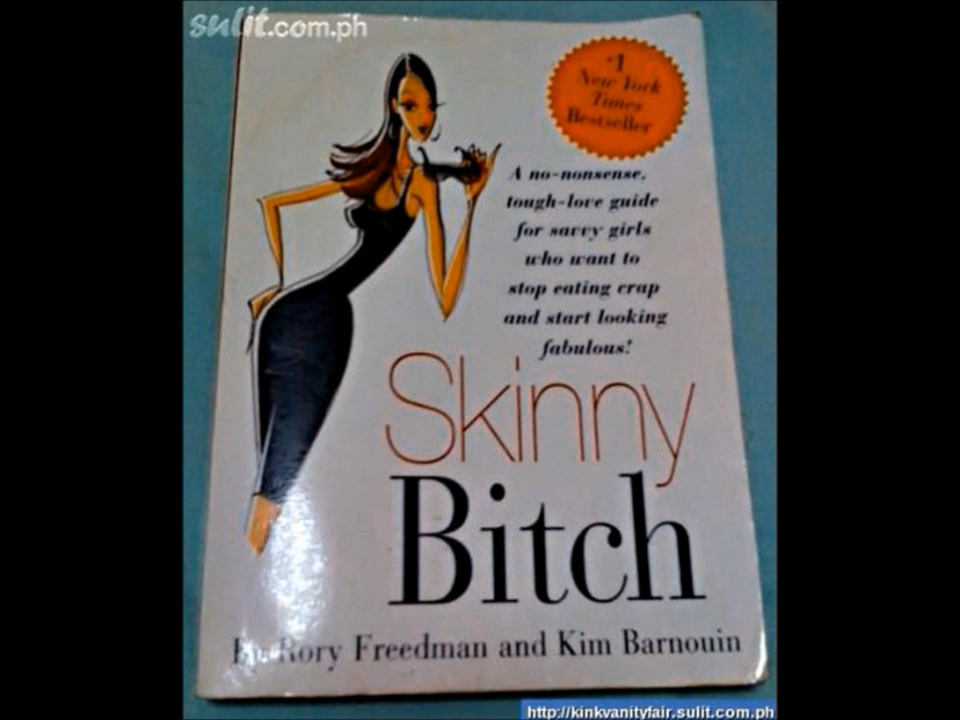 sulit.com.ph
#1
New York
Times
Bestseller
A no-nonsense,
tough-love guide
for savvy girls
who want to
stop eating crap
and start looking
fabulous!
Skinny
Bitch
By Rory Freedman and Kim Barnouin
http://kinkvanityfair.sulit.com.ph